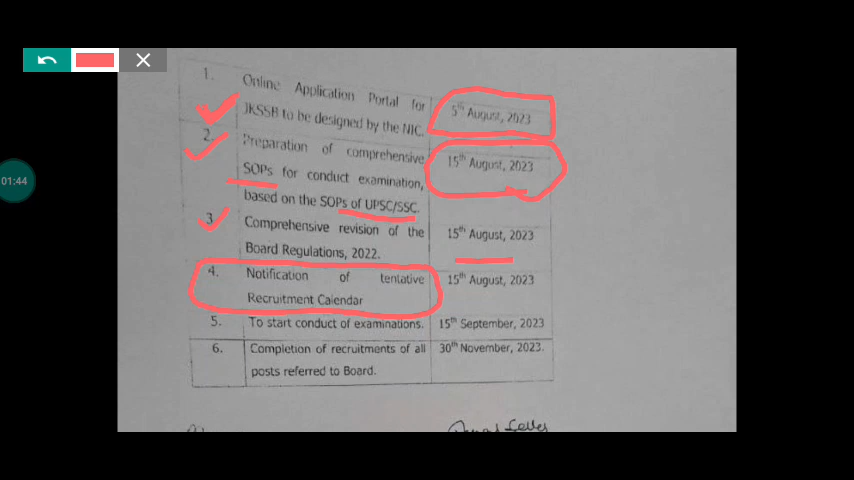 01:44
1. Online Application Portal for 5th August, 2023
JKSSB to be designed by the NIC.
2. Preparation of comprehensive 15th August, 2023
SOPs for conduct examination,
based on the SOPs of UPSC/SSC.
3. Comprehensive revision of the 15th August, 2023
Board Regulations, 2022.
4. Notification of tentative 15th August, 2023
Recruitment Calendar
5. To start conduct of examinations. 15th September, 2023
6. Completion of recruitments of all 30th November, 2023.
posts referred to Board.